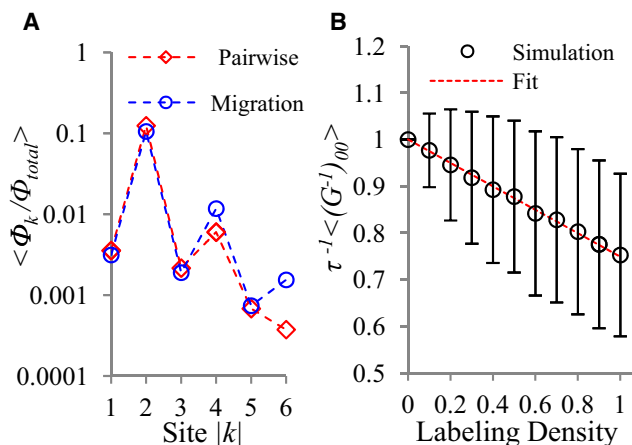 A
1
0.1
0.01
0.001
0.0001
<Φk/Φtotal>
Pairwise
Migration
1 2 3 4 5 6
Site |k|
B
1.2
1.1
1
0.9
0.8
0.7
0.6
0.5
τ-1<(G-1)00>
Simulation
Fit
0 0.2 0.4 0.6 0.8 1
Labeling Density